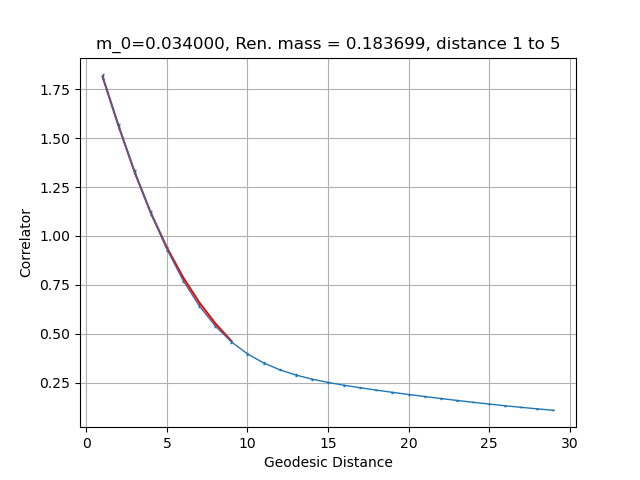 m_0=0.034000, Ren. mass = 0.183699, distance 1 to 5
1.75
1.50
1.25
1.00
0.75
0.50
0.25
Correlator
0 5 10 15 20 25 30
Geodesic Distance